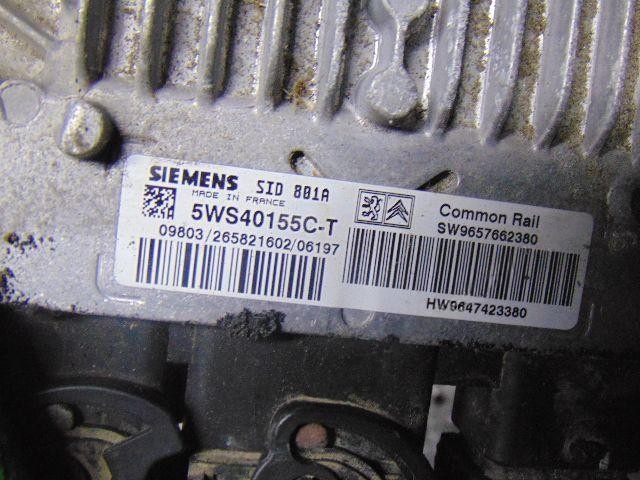 SIEMENS SID 801A
MADE IN FRANCE
5WS40155C-T
09803/265821602/06197
Common Rail
SW9657662380
HW9647423380